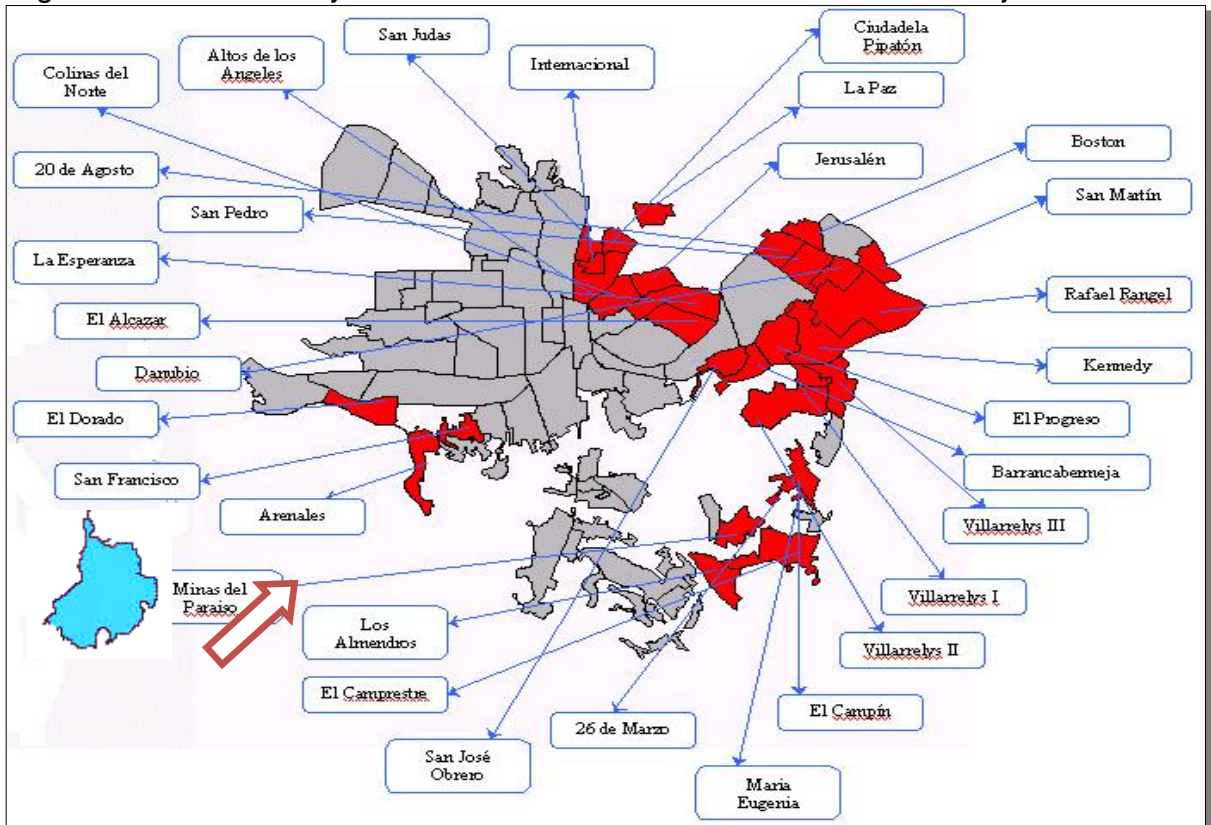 San Judas
Ciudadela
Pipatón
Altos de los
Angeles
Internacional
Colinas del
Norte
La Paz
Boston
20 de Agosto
Jerusalén
San Martín
San Pedro
La Esperanza
Rafael Rangel
El Alcazar
Danubio
Kennedy
El Dorado
El Progreso
San Francisco
Barrancabermeja
Arenales
Villarrelys III
Minas del
Paraiso
Villarrelys I
Los
Almendros
Villarrelys II
El Camprestre
El Campín
26 de Marzo
San José
Obrero
Maria
Eugenia